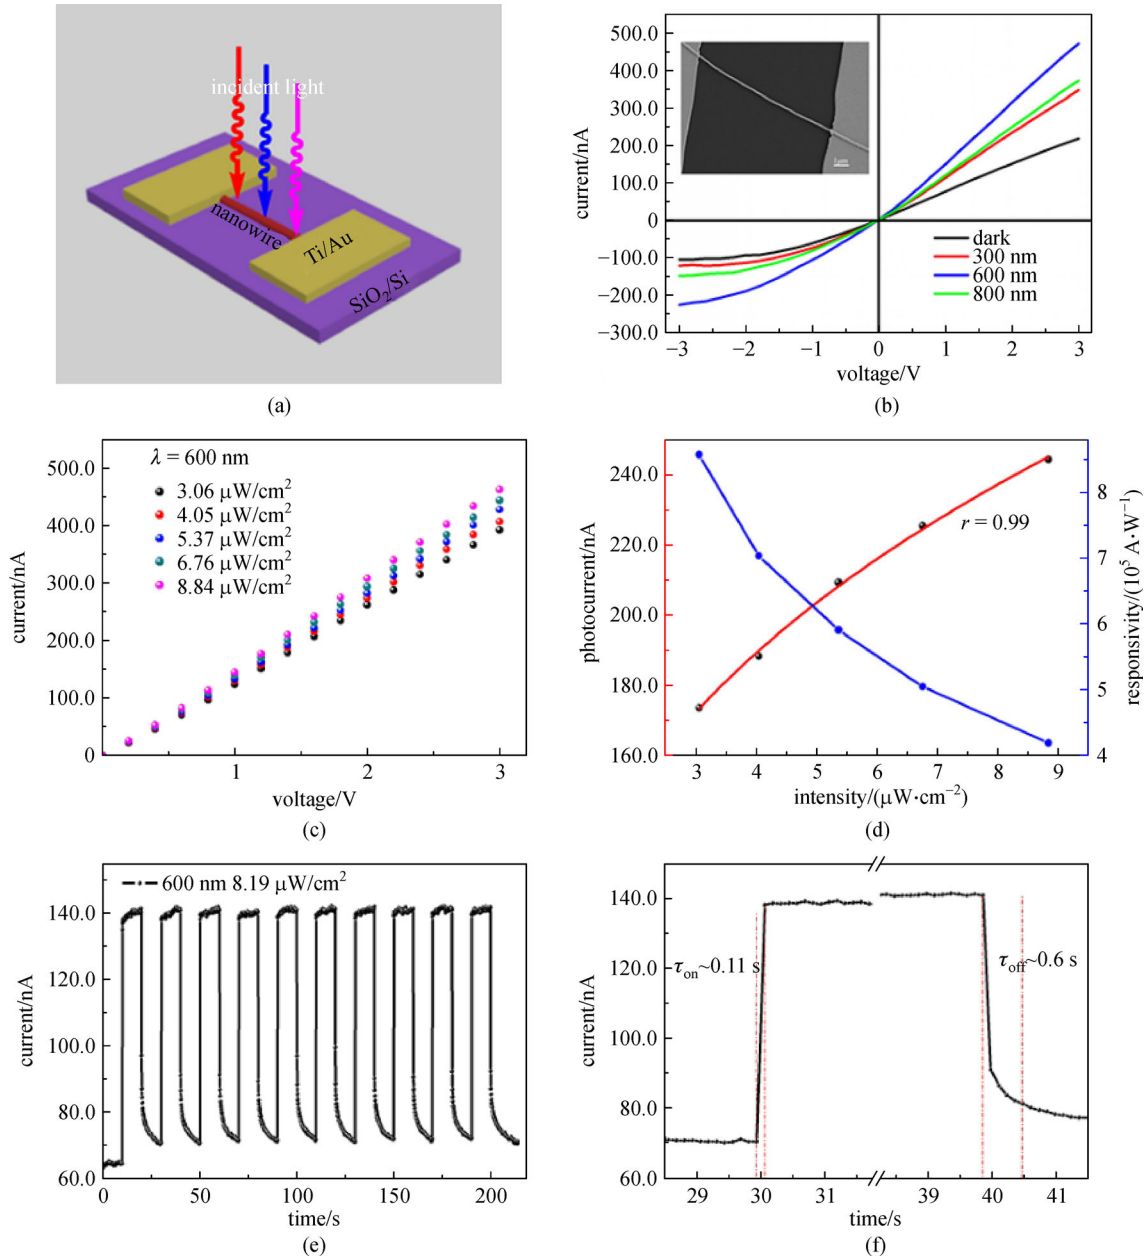 incident light
nanowire
Ti/Au
SiO₂/Si
(a)
500.0
400.0
300.0
200.0
100.0
0
−100.0
−200.0
−300.0
current/nA
1μm
dark
300 nm
600 nm
800 nm
−3 −2 −1 0 1 2 3
voltage/V
(b)
500.0
400.0
300.0
200.0
100.0
0
current/nA
λ = 600 nm
3.06 μW/cm²
4.05 μW/cm²
5.37 μW/cm²
6.76 μW/cm²
8.84 μW/cm²
1 2 3
voltage/V
(c)
240.0
220.0
200.0
180.0
160.0
photocurrent/nA
r = 0.99
8
7
6
5
4
responsivity/(10⁵ A·W⁻¹)
3 4 5 6 7 8 9
intensity/(μW·cm⁻²)
(d)
600 nm 8.19 μW/cm²
140.0
120.0
100.0
80.0
60.0
current/nA
0 50 100 150 200
time/s
(e)
140.0
120.0
100.0
80.0
60.0
current/nA
τon~0.11 s
τoff~0.6 s
29 30 31 39 40 41
time/s
(f)